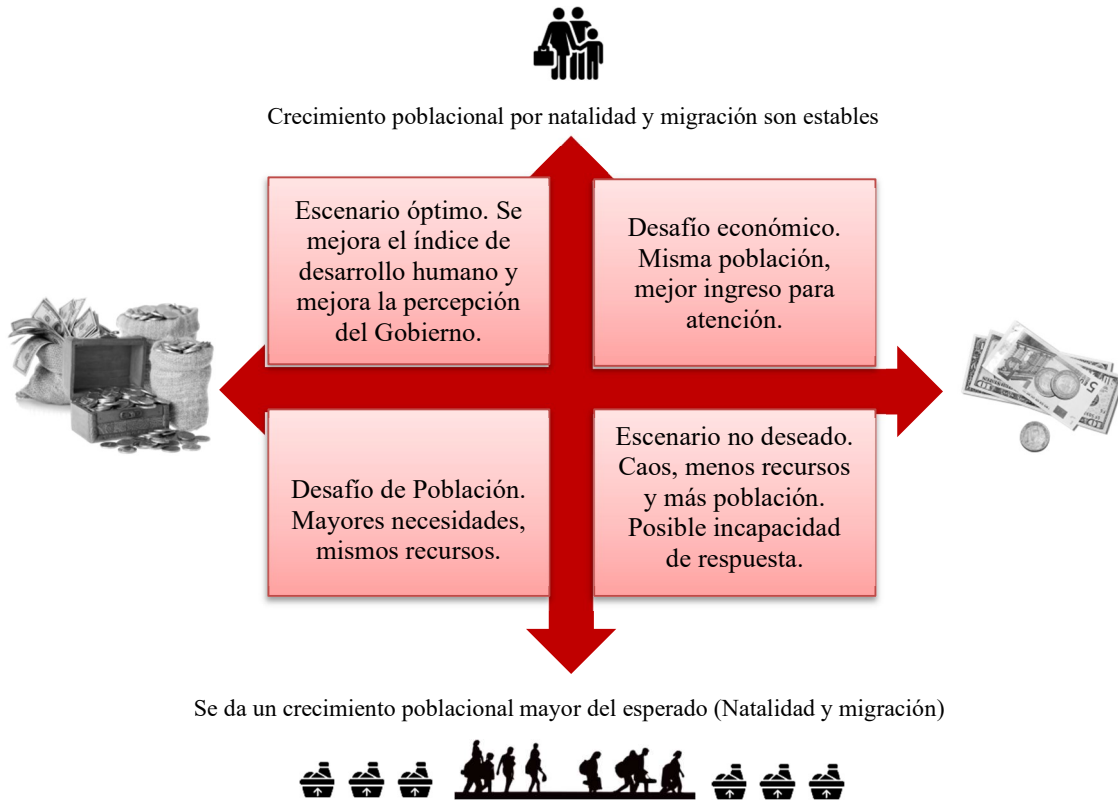 Crecimiento poblacional por natalidad y migración son estables
Escenario óptimo. Se
mejora el índice de
desarrollo humano y
mejora la percepción
del Gobierno.
Desafío económico.
Misma población,
mejor ingreso para
atención.
Desafío de Población.
Mayores necesidades,
mismos recursos.
Escenario no deseado.
Caos, menos recursos
y más población.
Posible incapacidad
de respuesta.
Se da un crecimiento poblacional mayor del esperado (Natalidad y migración)